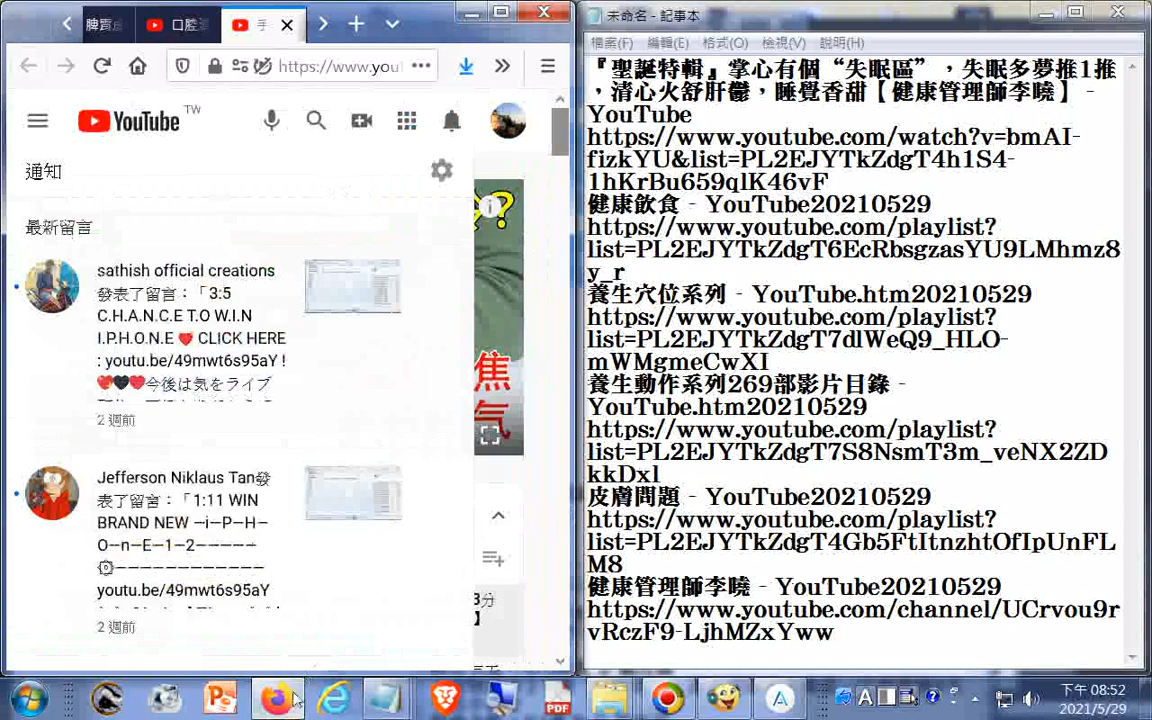 脾胃
口腔
手
TW
https://www.you
YouTube
通知
最新留言
sathish official creations
發表了留言：「3:5
C.H.A.N.C.E T.O W.I.N
I.P.H.O.N.E ❤️ CLICK HERE
: youtu.be/49mwt6s95aY !
❤️🖤❤️今後は気をライブ
2 週前
Jefferson Niklaus Tan發
表了留言：「1:11 WIN
BRAND NEW —i—P—H—
O—n—E—1—2—————
youtu.be/49mwt6s95aY
2 週前
?
焦
气
3分
】
未命名 - 記事本
檔案(F) 編輯(E) 格式(O) 檢視(V) 說明(H)
『聖誕特輯』掌心有個“失眠區”，失眠多夢推1推
，清心火舒肝鬱，睡覺香甜【健康管理師李曉】 -
YouTube
https://www.youtube.com/watch?v=bmAI-
fizkYU&list=PL2EJYTkZdgT4h1S4-
1hKrBu659qlK46vF
健康飲食 - YouTube20210529
https://www.youtube.com/playlist?
list=PL2EJYTkZdgT6EcRbsgzasYU9LMhmz8
y_r
養生穴位系列 - YouTube.htm20210529
https://www.youtube.com/playlist?
list=PL2EJYTkZdgT7dlWeQ9_HLO-
mWMgmeCwXI
養生動作系列269部影片目錄 -
YouTube.htm20210529
https://www.youtube.com/playlist?
list=PL2EJYTkZdgT7S8NsmT3m_veNX2ZD
kkDxl
皮膚問題 - YouTube20210529
https://www.youtube.com/playlist?
list=PL2EJYTkZdgT4Gb5FtItnzhtOfIpUnFL
M8
健康管理師李曉 - YouTube20210529
https://www.youtube.com/channel/UCrvou9r
vRczF9-LjhMZxYww
PDF
下午 08:52
2021/5/29